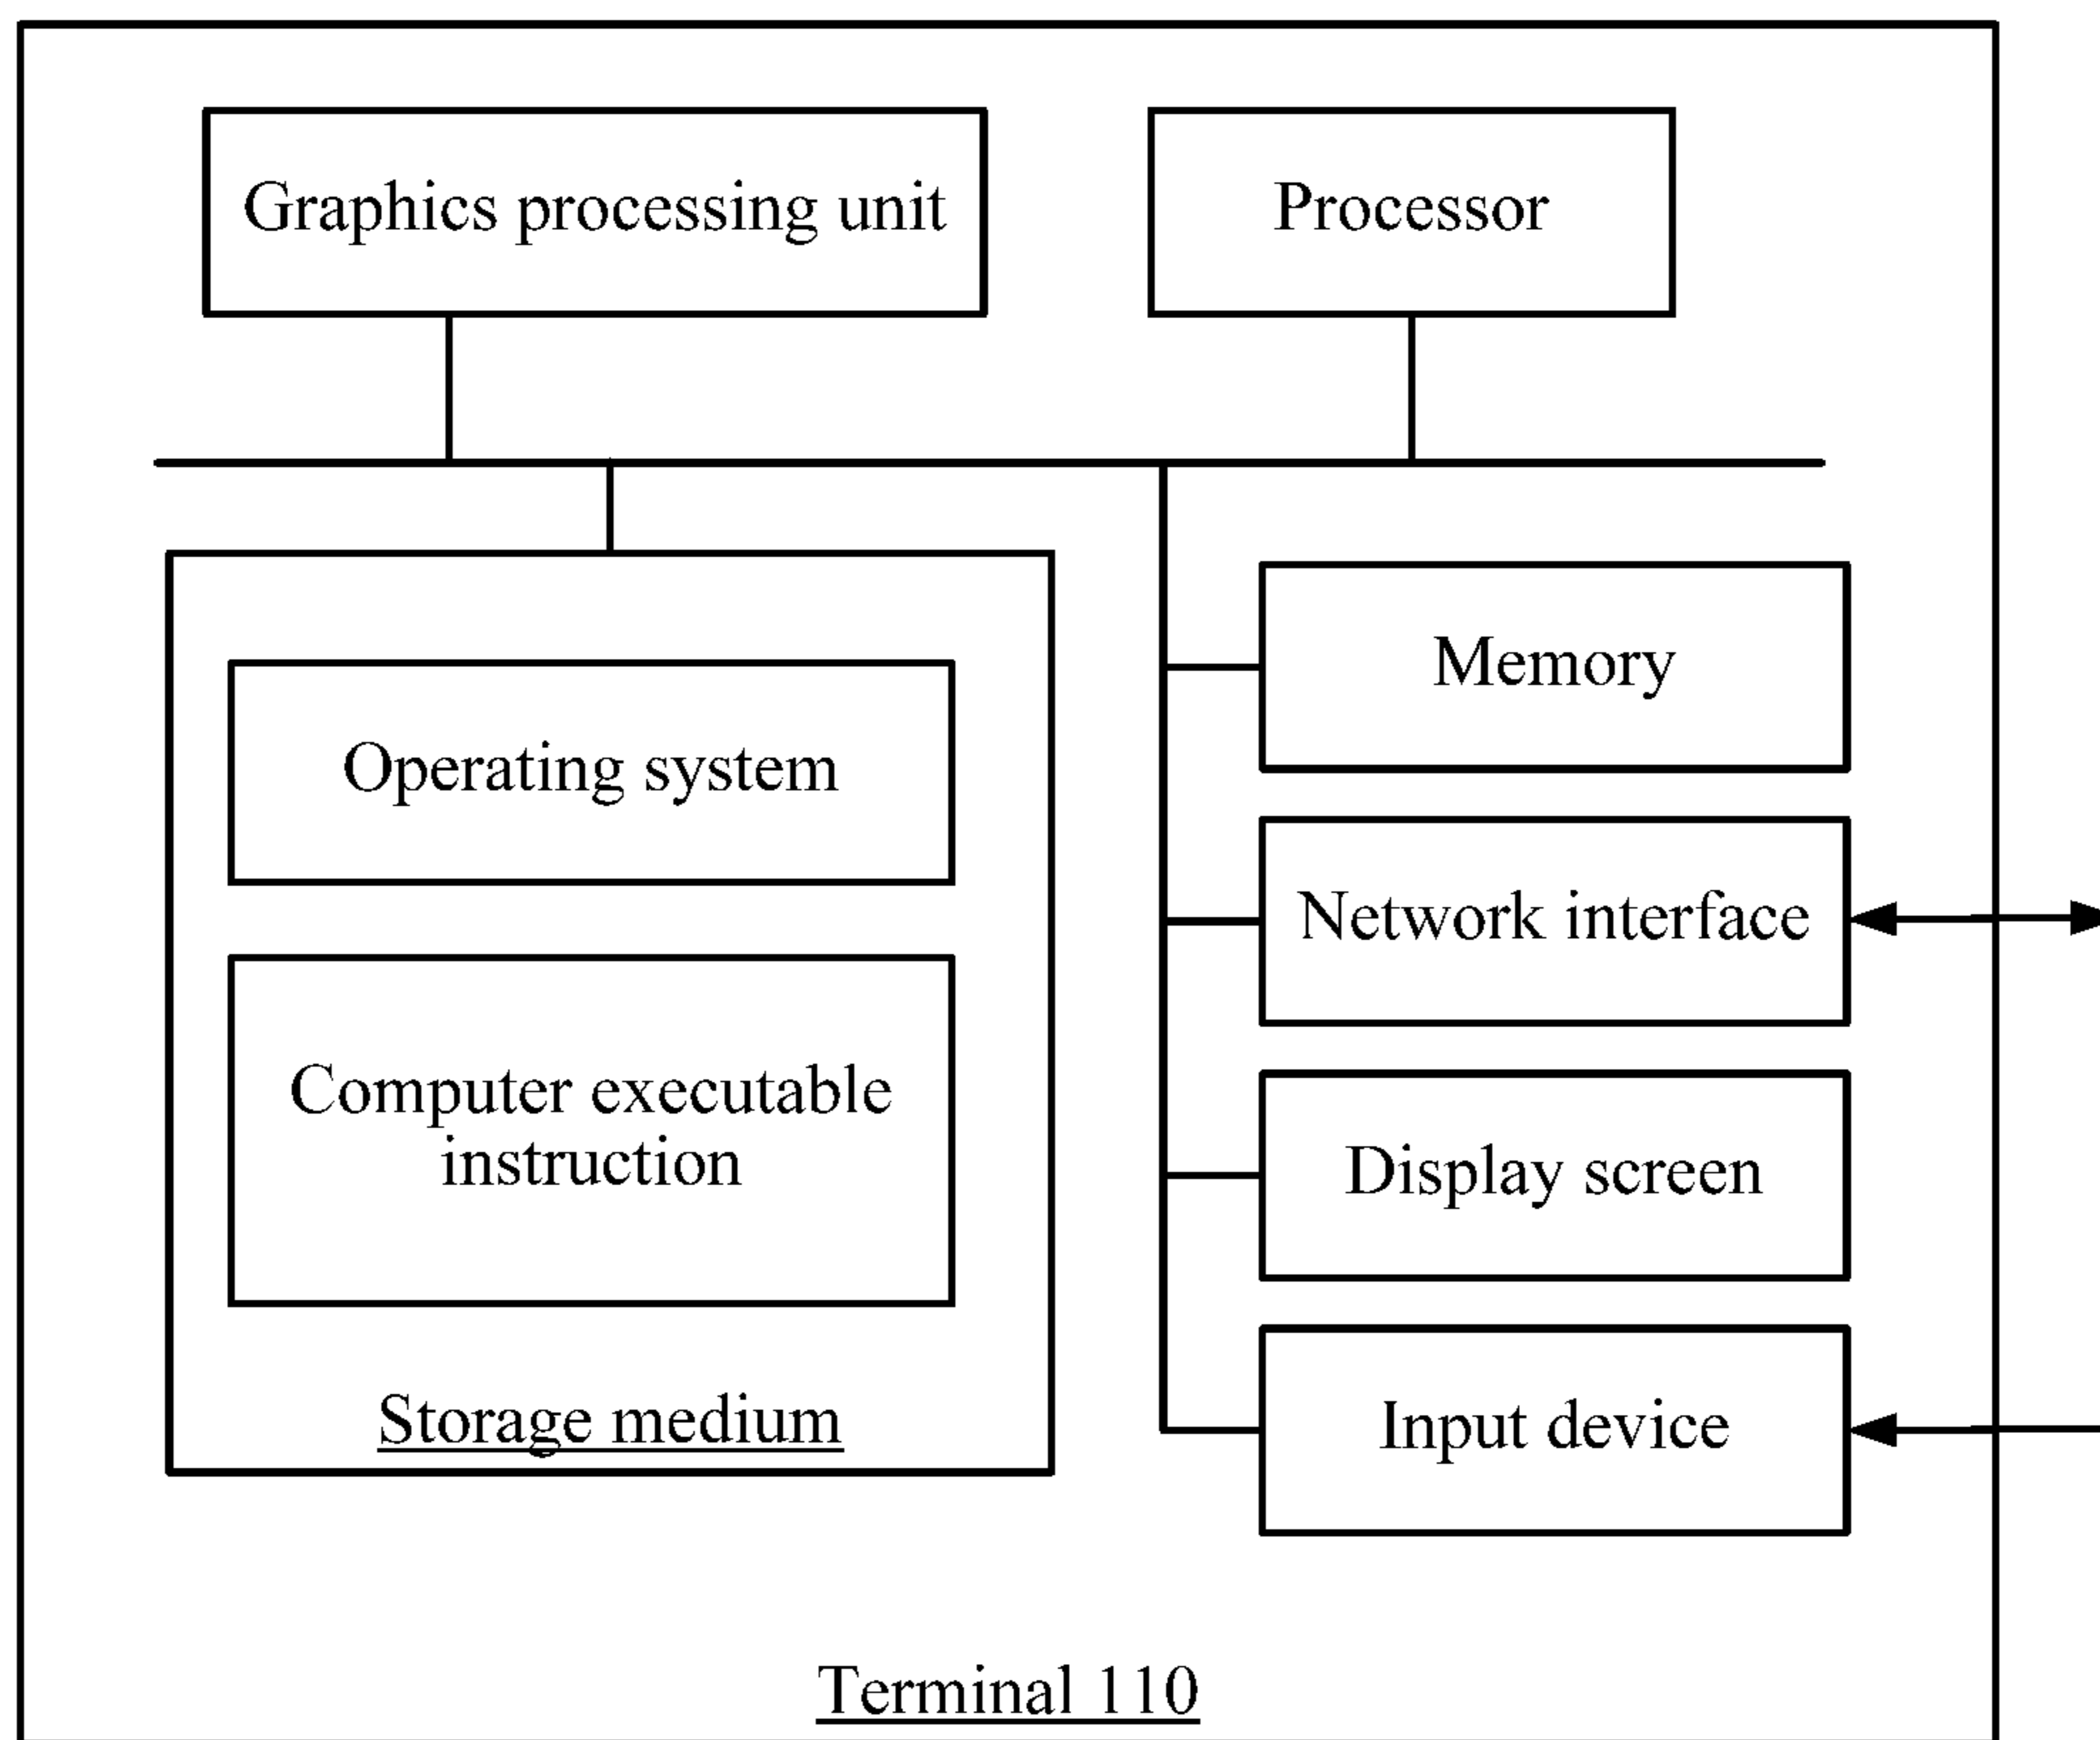 Graphics processing unit
Processor
Operating system
Computer executable
instruction
Storage medium
Memory
Network interface
Display screen
Input device
Terminal 110